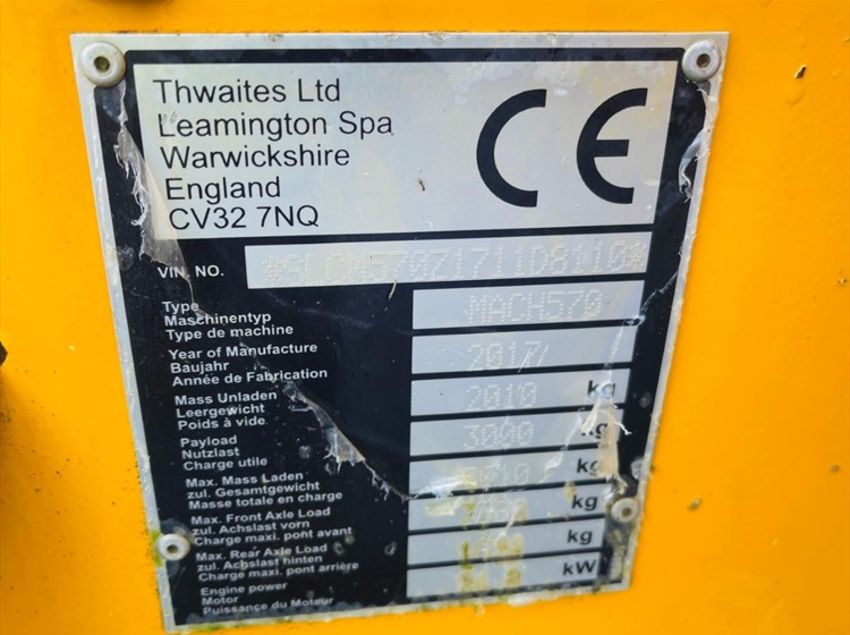 Thwaites Ltd
Leamington Spa
Warwickshire
England
CV32 7NQ
CE
VIN. NO.
Type MACH570
Maschinentyp
Type de machine
Year of Manufacture 2017
Baujahr
Année de Fabrication
Mass Unladen 2010 kg
Leergewicht
Poids à vide
Payload 3000 kg
Nutzlast
Charge utile
Max. Mass Laden kg
zul. Gesamtgewicht
Masse totale en charge
Max. Front Axle Load kg
zul. Achslast vorn
Charge maxi. pont avant
Max. Rear Axle Load kg
zul. Achslast hinten
Charge maxi. pont arrière
Engine power kW
Motor
Puissance du Moteur